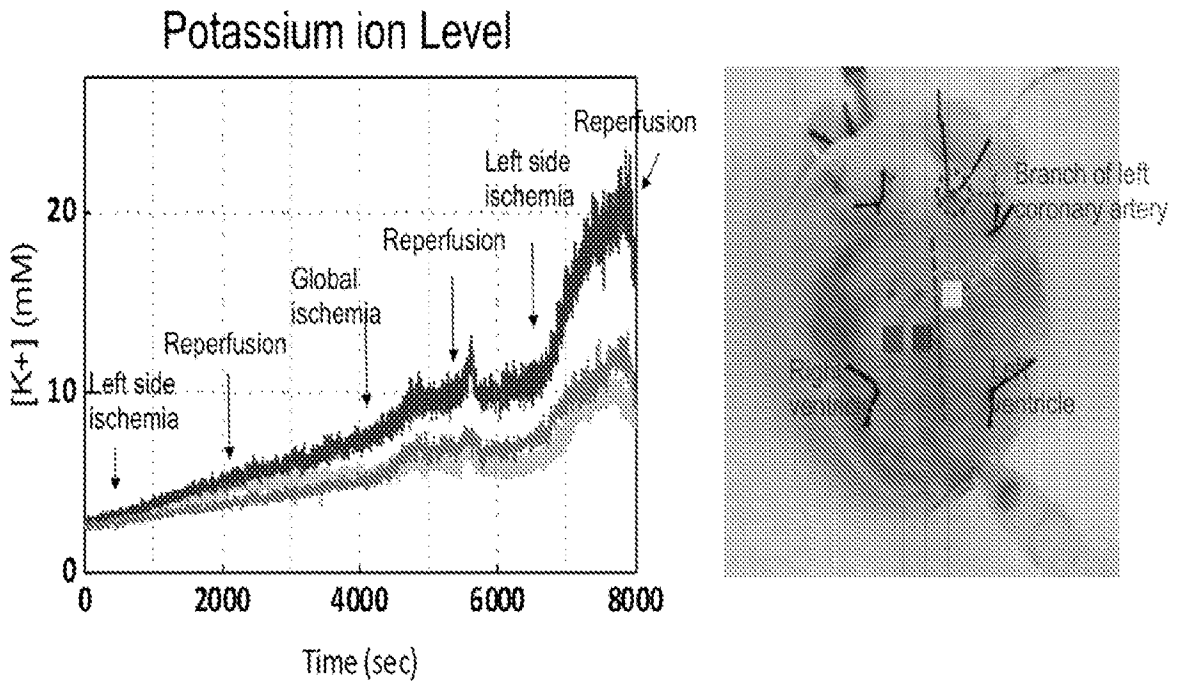 Potassium ion Level
Reperfusion
Left side
ischemia
Reperfusion
Global
ischemia
Reperfusion
Left side
ischemia
[K+] (mM)
20
10
0
0 2000 4000 6000 8000
Time (sec)
Branch of left
coronary artery